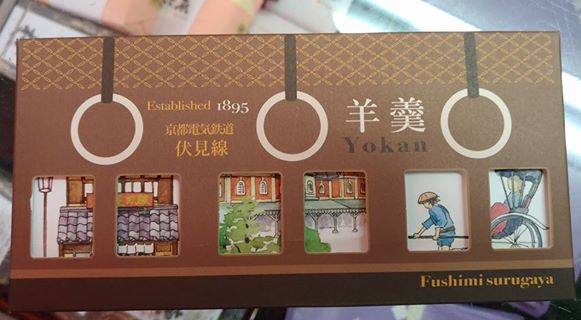 Established 1895
京都電気鉄道
伏見線
羊羹
Yokan
Fushimi surugaya